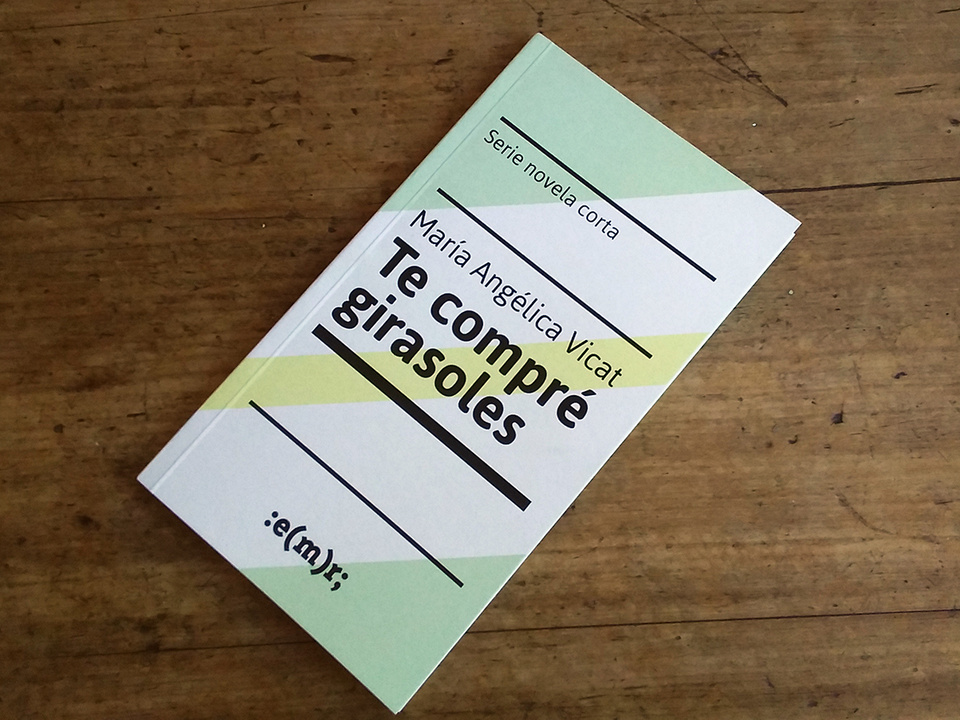 Serie novela corta
María Angélica Vicat
Te compré
girasoles
:e(m)r;